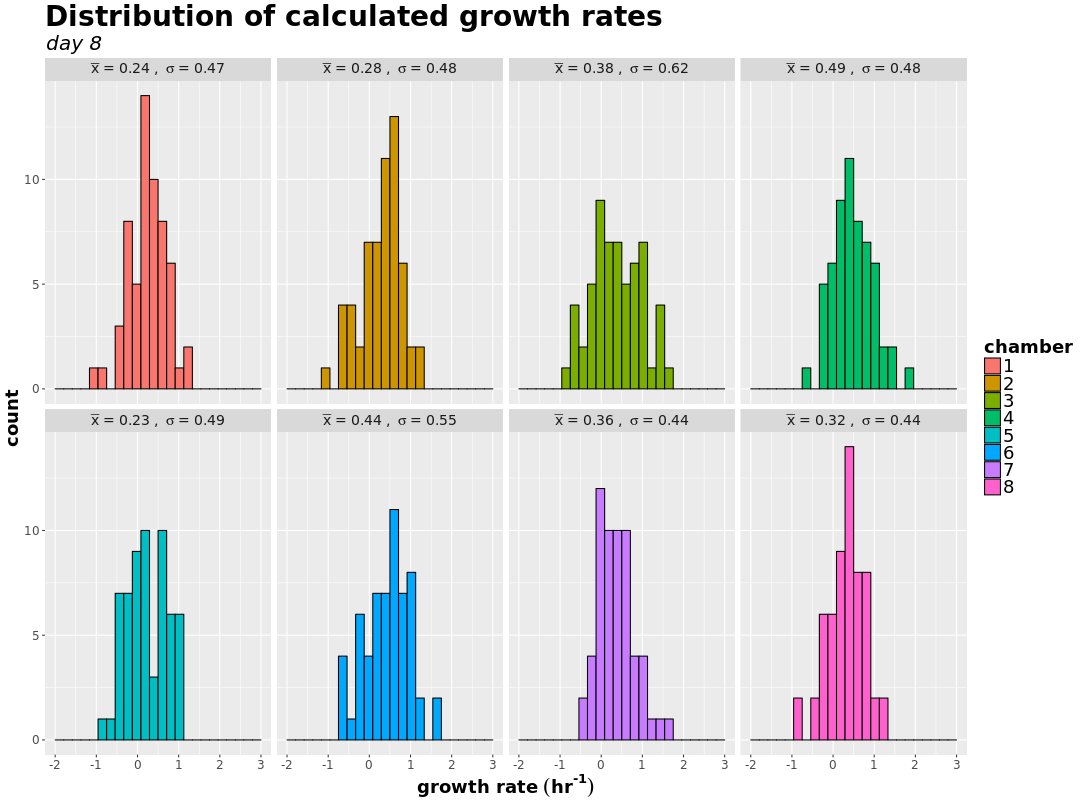 Distribution of calculated growth rates
day 8
x̅ = 0.24 , σ = 0.47
x̅ = 0.28 , σ = 0.48
x̅ = 0.38 , σ = 0.62
x̅ = 0.49 , σ = 0.48
10
5
0
x̅ = 0.23 , σ = 0.49
x̅ = 0.44 , σ = 0.55
x̅ = 0.36 , σ = 0.44
x̅ = 0.32 , σ = 0.44
10
5
0
-2 -1 0 1 2 3
-2 -1 0 1 2 3
-2 -1 0 1 2 3
-2 -1 0 1 2 3
growth rate (hr⁻¹)
count
chamber
1
2
3
4
5
6
7
8